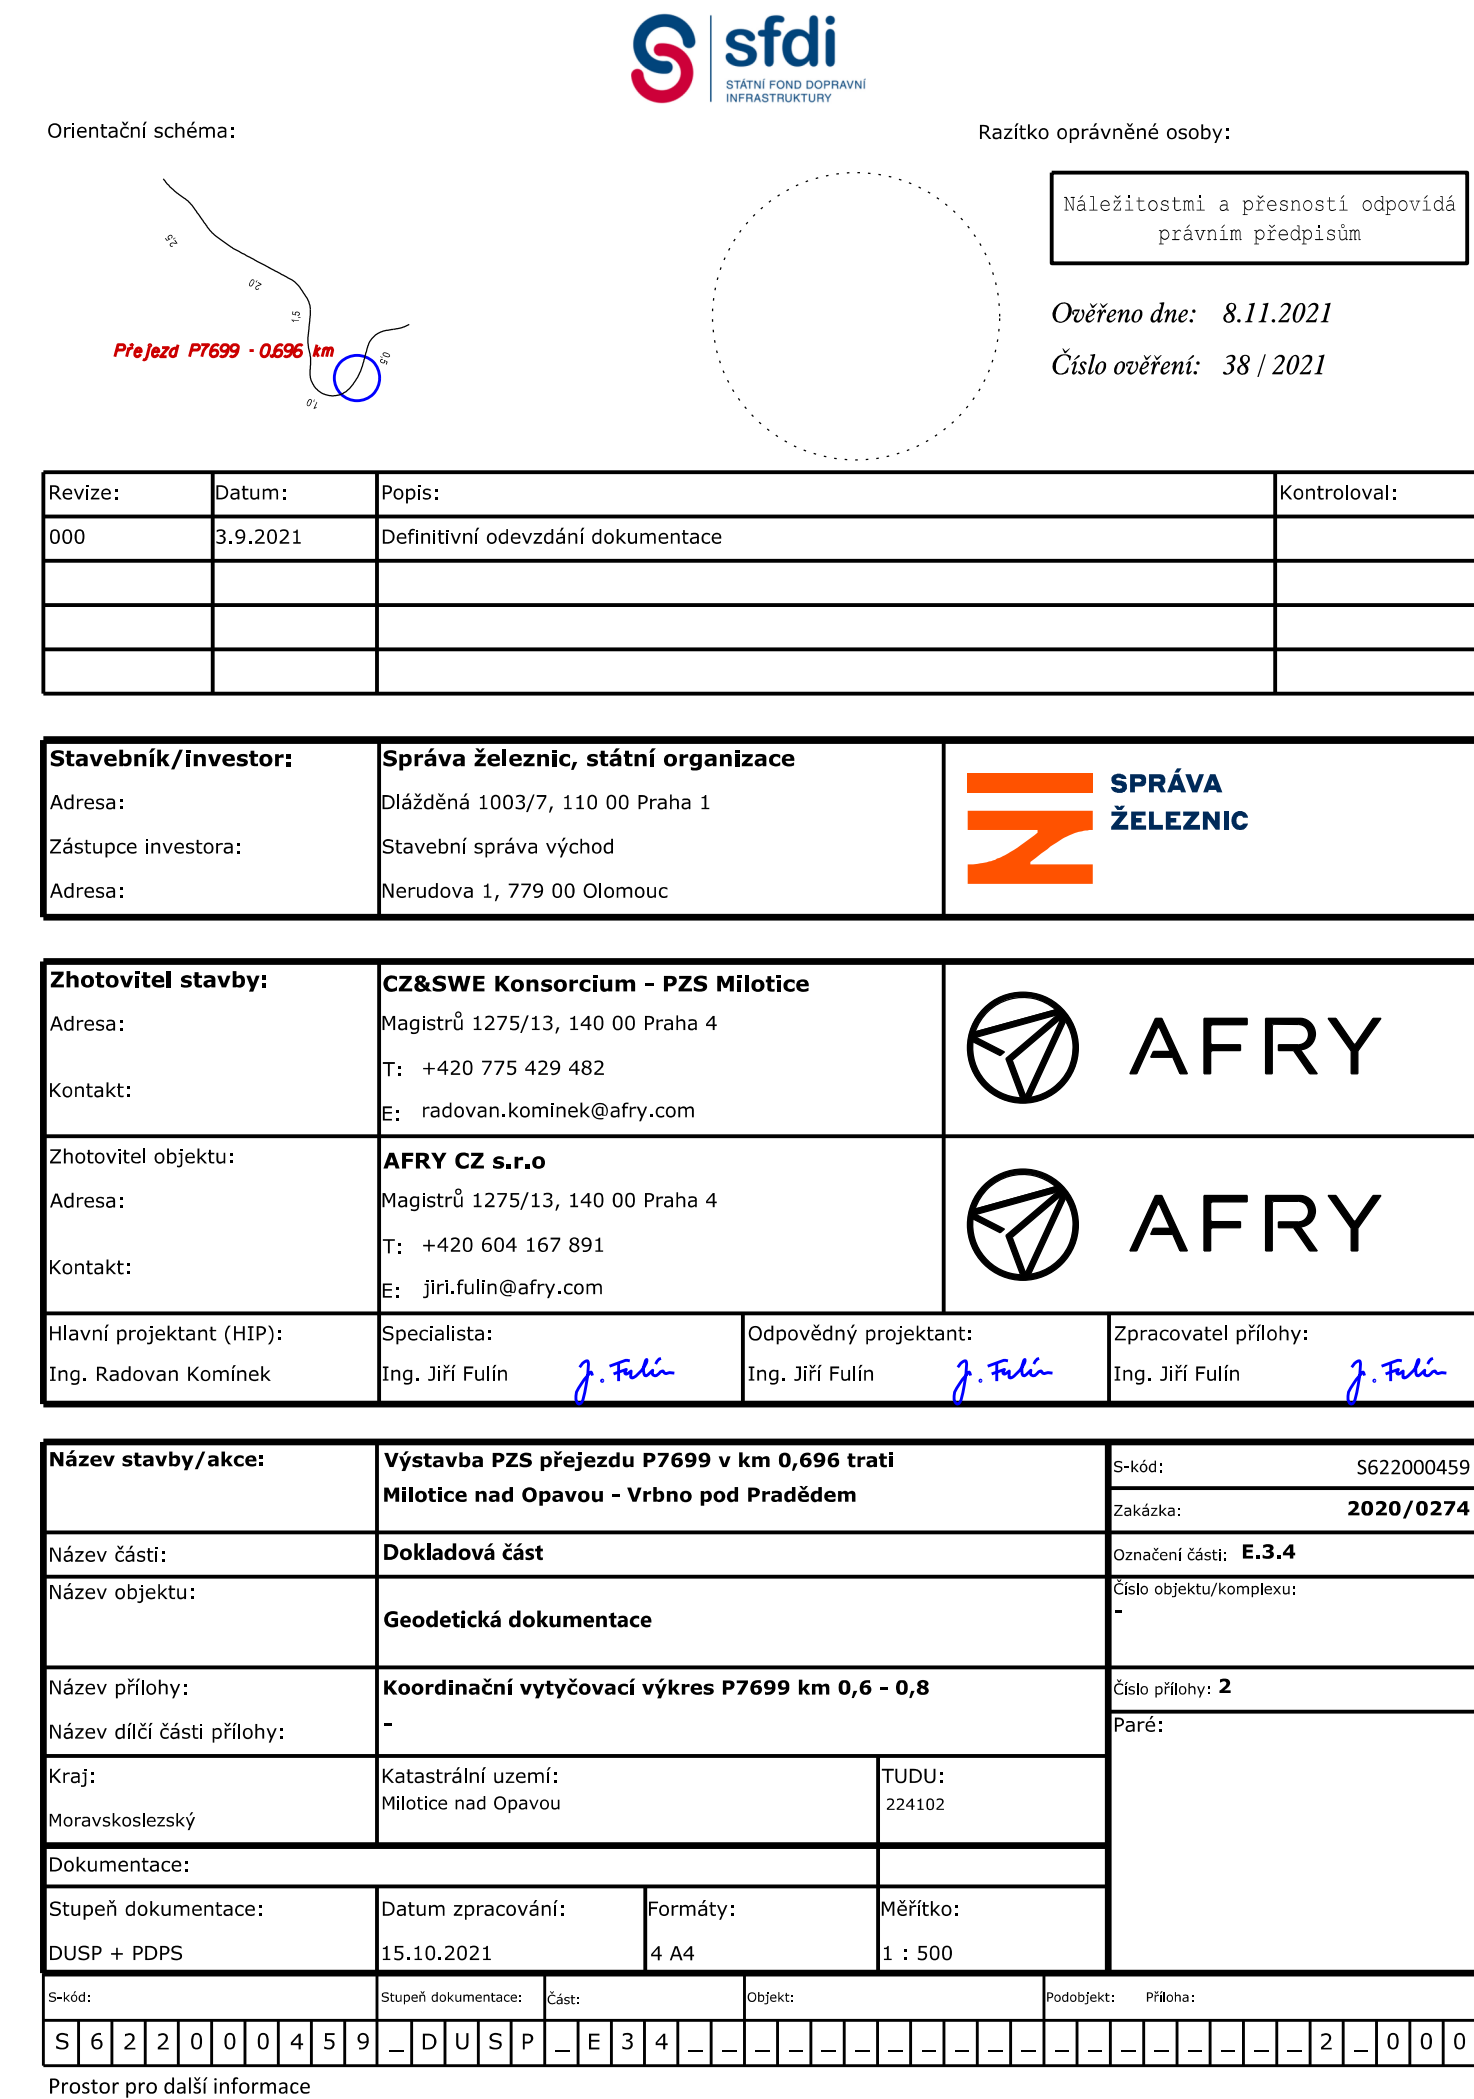 sfdi
STÁTNÍ FOND DOPRAVNÍ
INFRASTRUKTURY
Orientační schéma:
Razítko oprávněné osoby:
Náležitostmi a přesností odpovídá
právním předpisům
Ověřeno dne: 8.11.2021
Číslo ověření: 38 / 2021
2,5
2,0
1,5
Přejezd P7699 - 0.696 km
0,5
1,0
Revize: Datum: Popis: Kontroloval:
000 3.9.2021 Definitivní odevzdání dokumentace
Stavebník/investor: Správa železnic, státní organizace
Adresa: Dlážděná 1003/7, 110 00 Praha 1
Zástupce investora: Stavební správa východ
Adresa: Nerudova 1, 779 00 Olomouc
SPRÁVA
ŽELEZNIC
Zhotovitel stavby: CZ&SWE Konsorcium - PZS Milotice
Adresa: Magistrů 1275/13, 140 00 Praha 4
Kontakt: T: +420 775 429 482
E: radovan.kominek@afry.com
AFRY
Zhotovitel objektu: AFRY CZ s.r.o
Adresa: Magistrů 1275/13, 140 00 Praha 4
Kontakt: T: +420 604 167 891
E: jiri.fulin@afry.com
AFRY
Hlavní projektant (HIP): Specialista: Odpovědný projektant: Zpracovatel přílohy:
Ing. Radovan Komínek Ing. Jiří Fulín J. Fulín Ing. Jiří Fulín J. Fulín Ing. Jiří Fulín J. Fulín
Název stavby/akce: Výstavba PZS přejezdu P7699 v km 0,696 trati
Milotice nad Opavou - Vrbno pod Pradědem
S-kód: S622000459
Zakázka: 2020/0274
Název části: Dokladová část Označení části: E.3.4
Název objektu: Geodetická dokumentace Číslo objektu/komplexu:
-
Název přílohy: Koordinační vytyčovací výkres P7699 km 0,6 - 0,8 Číslo přílohy: 2
Název dílčí části přílohy: - Paré:
Kraj: Katastrální uzemí: TUDU:
Moravskoslezský Milotice nad Opavou 224102
Dokumentace:
Stupeň dokumentace: Datum zpracování: Formáty: Měřítko:
DUSP + PDPS 15.10.2021 4 A4 1 : 500
S-kód: Stupeň dokumentace: Část: Objekt: Podobjekt: Příloha:
S 6 2 2 0 0 0 4 5 9 _ D U S P _ E 3 4 _ _ _ _ _ _ _ _ _ _ _ _ _ _ _ _ _ _ _ 2 _ 0 0 0
Prostor pro další informace